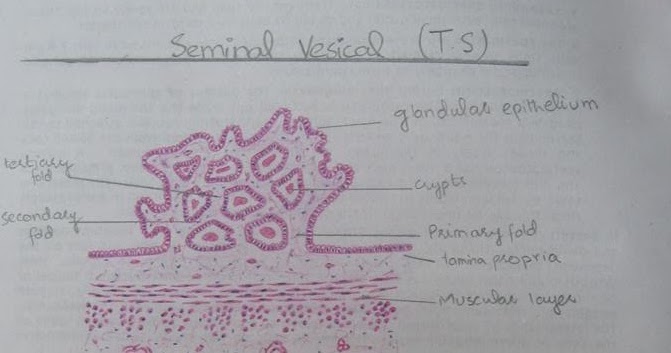 Seminal Vesical (T.S)
glandular epithelium
tertiary
fold
crypts
secondary
fold
Primary fold
lamina propria
Muscular layer